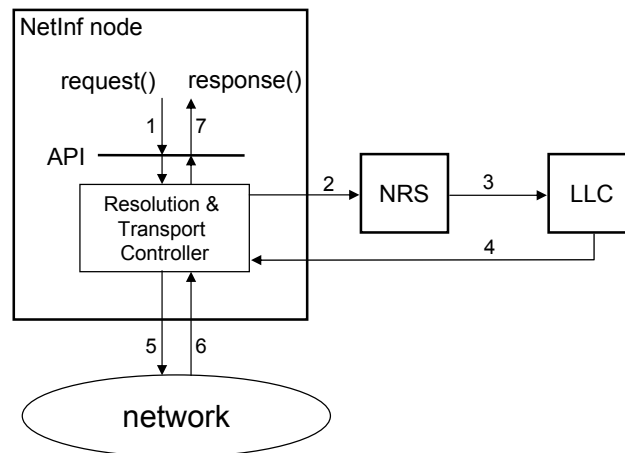 NetInf node
request() response()
1 7
API
2
NRS
3
LLC
Resolution &
Transport
Controller
4
5 6
network